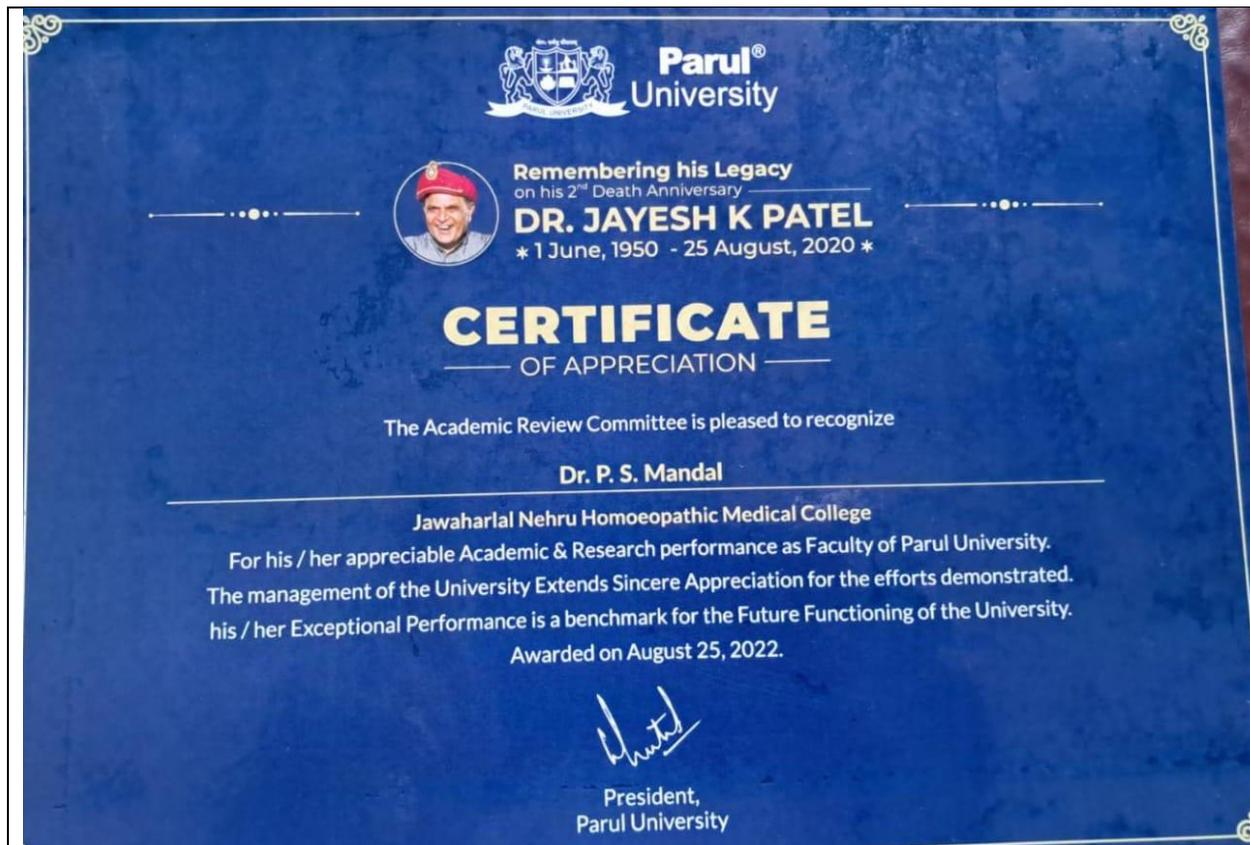 PARUL UNIVERSITY
Parul®
University
Remembering his Legacy
on his 2nd Death Anniversary
DR. JAYESH K PATEL
* 1 June, 1950 - 25 August, 2020 *
CERTIFICATE
OF APPRECIATION
The Academic Review Committee is pleased to recognize
Dr. P. S. Mandal
Jawaharlal Nehru Homoeopathic Medical College
For his / her appreciable Academic & Research performance as Faculty of Parul University.
The management of the University Extends Sincere Appreciation for the efforts demonstrated.
his / her Exceptional Performance is a benchmark for the Future Functioning of the University.
Awarded on August 25, 2022.
President,
Parul University